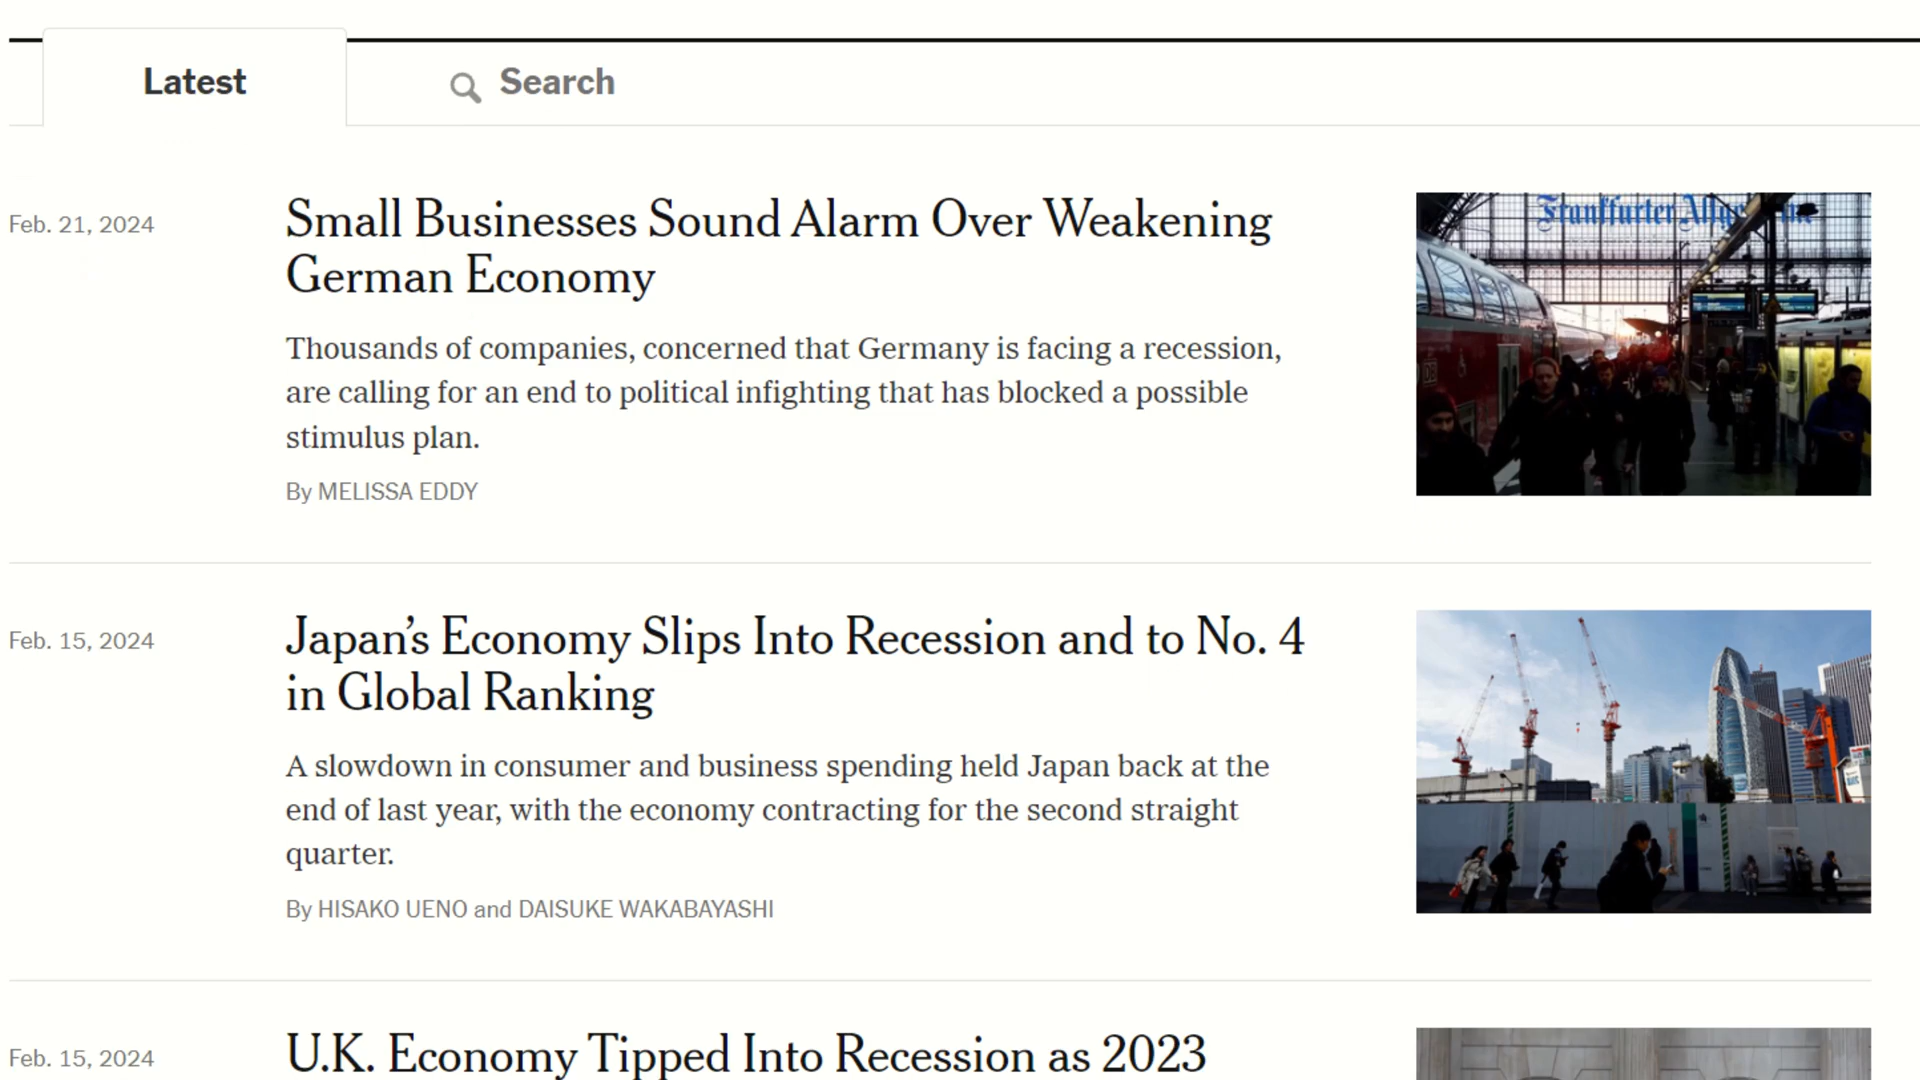 Latest
Search
Feb. 21, 2024
Small Businesses Sound Alarm Over Weakening
German Economy
Thousands of companies, concerned that Germany is facing a recession,
are calling for an end to political infighting that has blocked a possible
stimulus plan.
By MELISSA EDDY
Frankfurter
Feb. 15, 2024
Japan’s Economy Slips Into Recession and to No. 4
in Global Ranking
A slowdown in consumer and business spending held Japan back at the
end of last year, with the economy contracting for the second straight
quarter.
By HISAKO UENO and DAISUKE WAKABAYASHI
Feb. 15, 2024
U.K. Economy Tipped Into Recession as 2023